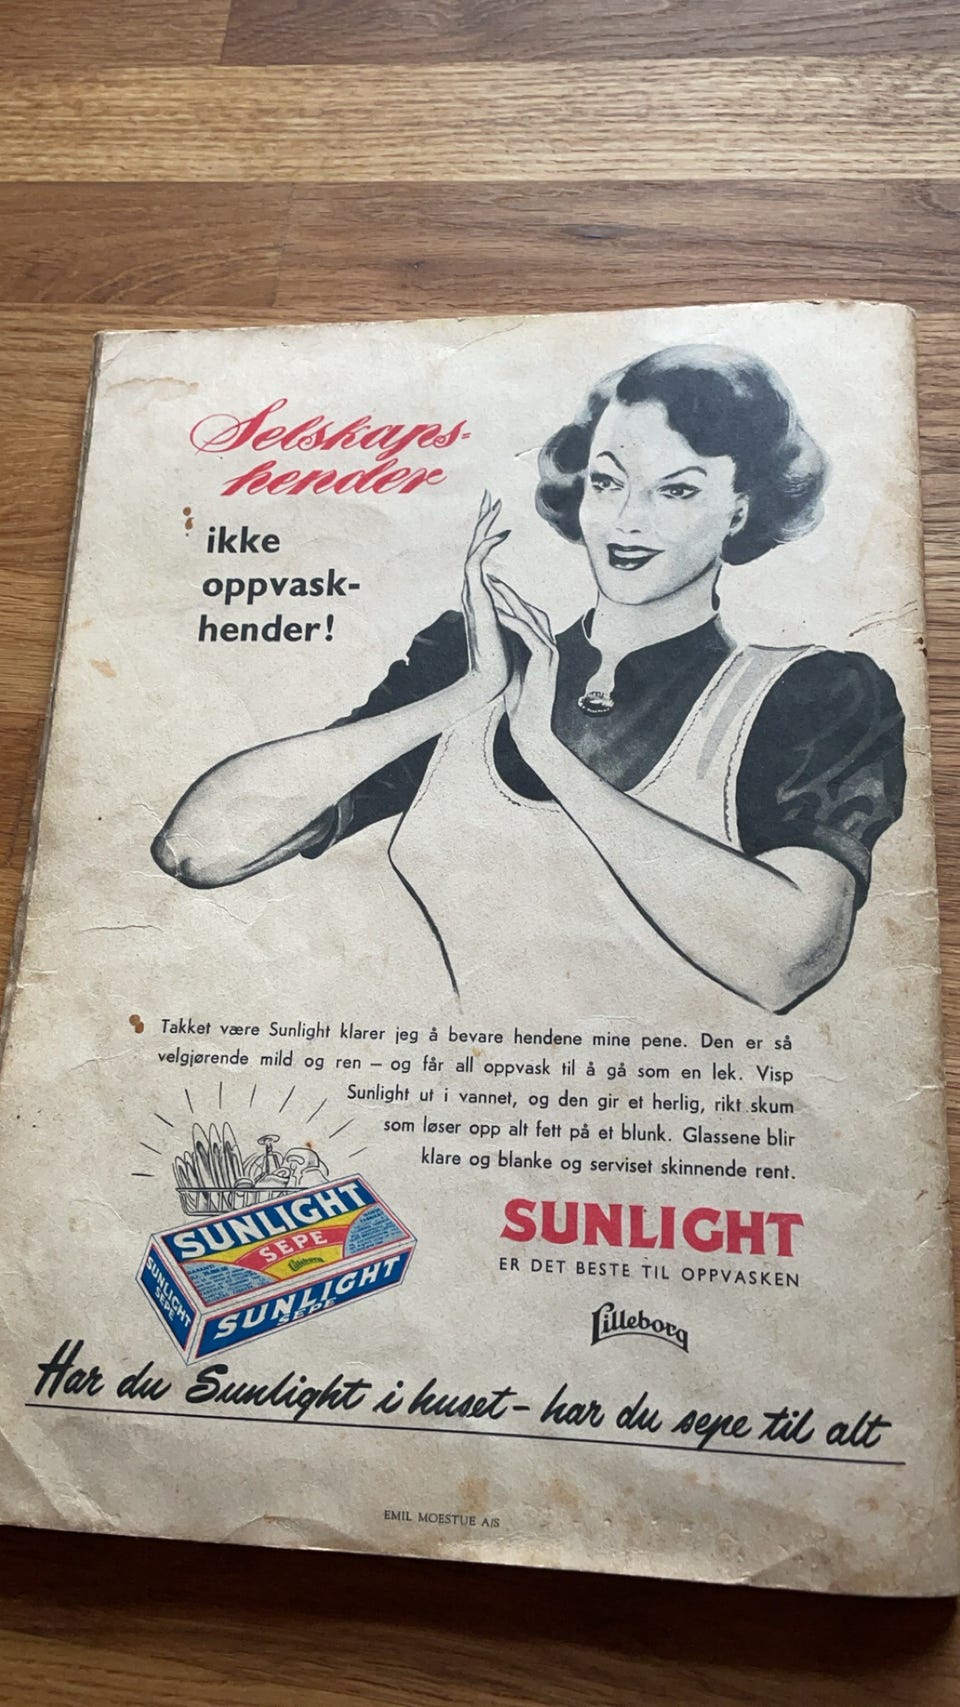 Selskaps-
hender
ikke
oppvask-
hender!
Takket være Sunlight klarer jeg å bevare hendene mine pene. Den er så
velgjørende mild og ren — og får all oppvask til å gå som en lek. Visp
Sunlight ut i vannet, og den gir et herlig, rikt skum
som løser opp alt fett på et blunk. Glassene blir
klare og blanke og serviset skinnende rent.
SUNLIGHT
SEPE
Lilleborg
SUNLIGHT
SEPE
SUNLIGHT
SEPE
SUNLIGHT
ER DET BESTE TIL OPPVASKEN
Lilleborg
Har du Sunlight i huset – har du sepe til alt
EMIL MOESTUE A/S